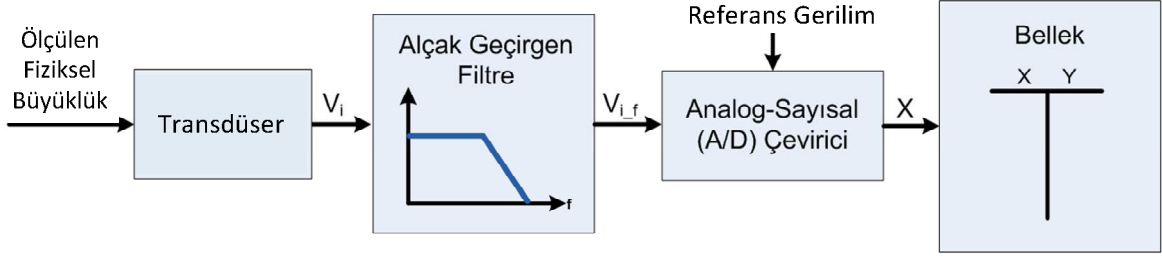 Ölçülen
Fiziksel
Büyüklük
Transdüser
Vi
Alçak Geçirgen
Filtre
f
Vi_f
Referans Gerilim
Analog-Sayısal
(A/D) Çevirici
X
Bellek
X Y